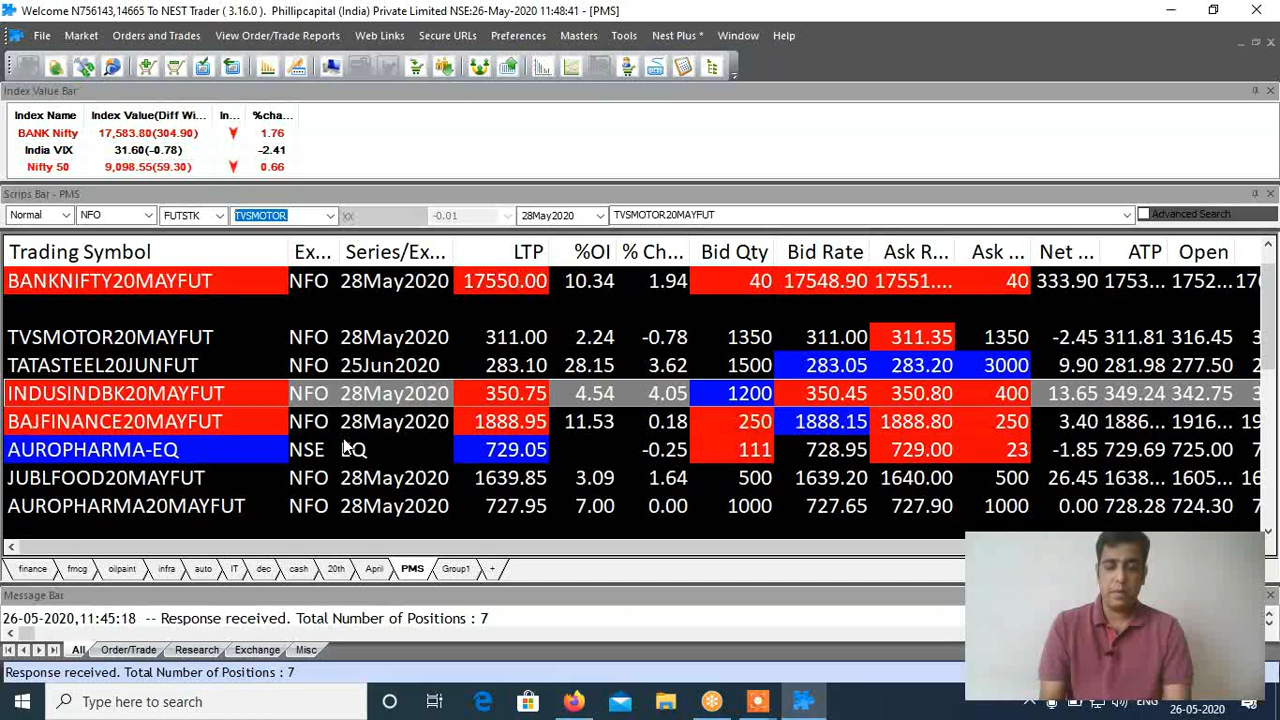 Welcome N756143,14665 To NEST Trader ( 3.16.0 ). Phillipcapital (India) Private Limited NSE:26-May-2020 11:48:41 - [PMS]
File Market Orders and Trades View Order/Trade Reports Web Links Secure URLs Preferences Masters Tools Nest Plus * Window Help
Index Value Bar
Index Name Index Value(Diff Wi... In... %cha...
BANK Nifty 17,583.80(304.90) 1.76
India VIX 31.60(-0.78) -2.41
Nifty 50 9,098.55(59.30) 0.66
Scrips Bar - PMS
Normal NFO FUTSTK TVSMOTOR XX -0.01 28May2020 TVSMOTOR20MAYFUT Advanced Search
Trading Symbol Ex... Series/Ex... LTP %OI % Ch... Bid Qty Bid Rate Ask R... Ask ... Net ... ATP Open
BANKNIFTY20MAYFUT NFO 28May2020 17550.00 10.34 1.94 40 17548.90 17551.... 40 333.90 1753... 1752...
TVSMOTOR20MAYFUT NFO 28May2020 311.00 2.24 -0.78 1350 311.00 311.35 1350 -2.45 311.81 316.45
TATASTEEL20JUNFUT NFO 25Jun2020 283.10 28.15 3.62 1500 283.05 283.20 3000 9.90 281.98 277.50
INDUSINDBK20MAYFUT NFO 28May2020 350.75 4.54 4.05 1200 350.45 350.80 400 13.65 349.24 342.75
BAJFINANCE20MAYFUT NFO 28May2020 1888.95 11.53 0.18 250 1888.15 1888.80 250 3.40 1886... 1916...
AUROPHARMA-EQ NSE EQ 729.05 -0.25 111 728.95 729.00 23 -1.85 729.69 725.00
JUBLFOOD20MAYFUT NFO 28May2020 1639.85 3.09 1.64 500 1639.20 1640.00 500 26.45 1638... 1605...
AUROPHARMA20MAYFUT NFO 28May2020 727.95 7.00 0.00 1000 727.65 727.90 1000 0.00 728.28 724.30
finance fmcg oilpaint infra auto IT dec cash 20th April PMS Group1 +
Message Bar
26-05-2020,11:45:18 -- Response received. Total Number of Positions : 7
All Order/Trade Research Exchange Misc
Response received. Total Number of Positions : 7
Type here to search
ENG
26-05-2020